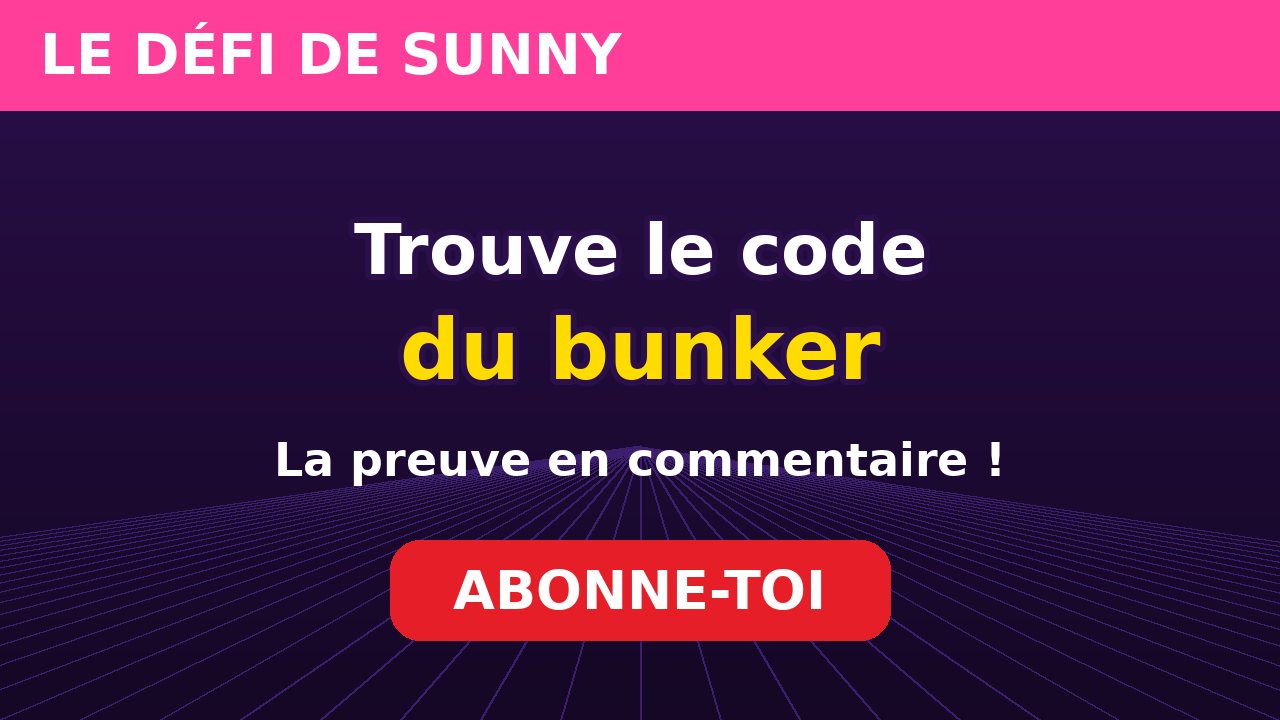 LE DÉFI DE SUNNY
Trouve le code
du bunker
La preuve en commentaire !
ABONNE-TOI